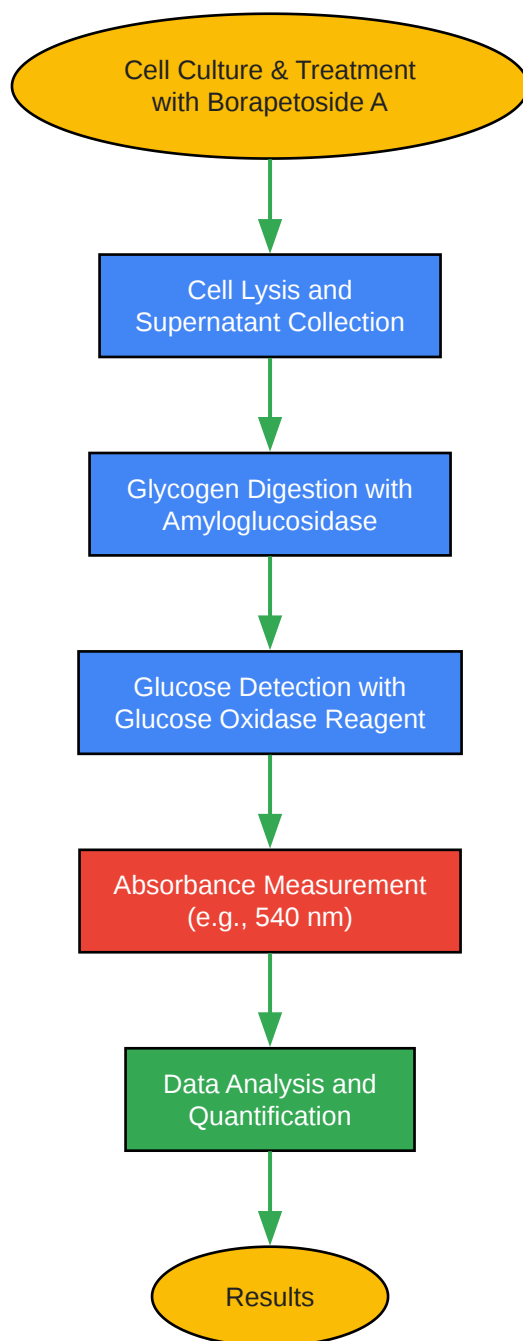 Cell Culture & Treatment
with Borapetoside A
Cell Lysis and
Supernatant Collection
Glycogen Digestion with
Amyloglucosidase
Glucose Detection with
Glucose Oxidase Reagent
Absorbance Measurement
(e.g., 540 nm)
Data Analysis and
Quantification
Results